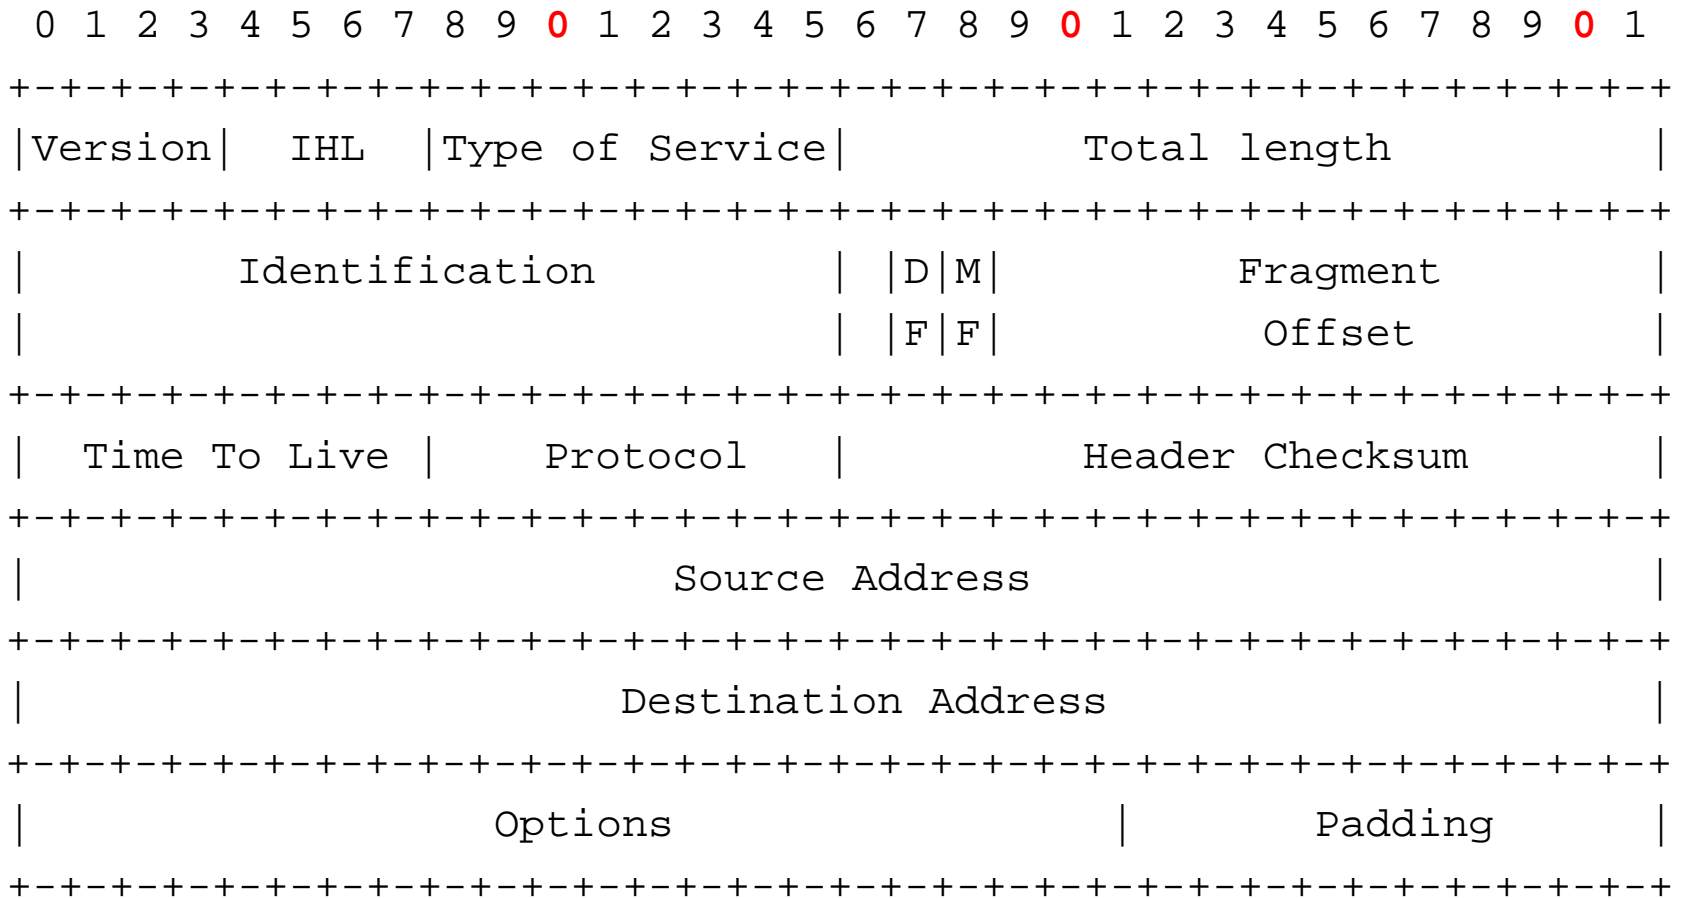 0 1 2 3 4 5 6 7 8 9 0 1 2 3 4 5 6 7 8 9 0 1 2 3 4 5 6 7 8 9 0 1
+-+-+-+-+-+-+-+-+-+-+-+-+-+-+-+-+-+-+-+-+-+-+-+-+-+-+-+-+-+-+-+-+
|Version|  IHL  |Type of Service|         Total length          |
+-+-+-+-+-+-+-+-+-+-+-+-+-+-+-+-+-+-+-+-+-+-+-+-+-+-+-+-+-+-+-+-+
|        Identification         | |D|M|         Fragment        |
|                               | |F|F|          Offset         |
+-+-+-+-+-+-+-+-+-+-+-+-+-+-+-+-+-+-+-+-+-+-+-+-+-+-+-+-+-+-+-+-+
|  Time To Live |    Protocol   |         Header Checksum       |
+-+-+-+-+-+-+-+-+-+-+-+-+-+-+-+-+-+-+-+-+-+-+-+-+-+-+-+-+-+-+-+-+
|                         Source Address                        |
+-+-+-+-+-+-+-+-+-+-+-+-+-+-+-+-+-+-+-+-+-+-+-+-+-+-+-+-+-+-+-+-+
|                       Destination Address                     |
+-+-+-+-+-+-+-+-+-+-+-+-+-+-+-+-+-+-+-+-+-+-+-+-+-+-+-+-+-+-+-+-+
|                  Options                 |       Padding      |
+-+-+-+-+-+-+-+-+-+-+-+-+-+-+-+-+-+-+-+-+-+-+-+-+-+-+-+-+-+-+-+-+